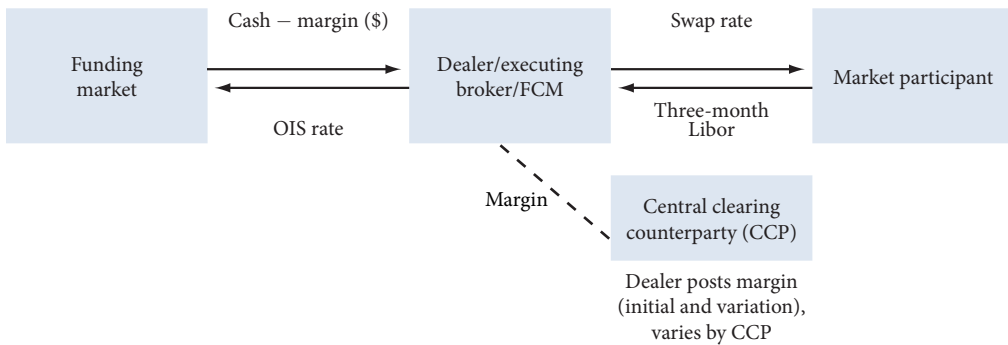 Cash − margin ($)
Swap rate
Funding
market
Dealer/executing
broker/FCM
Market participant
OIS rate
Three-month
Libor
Margin
Central clearing
counterparty (CCP)
Dealer posts margin
(initial and variation),
varies by CCP